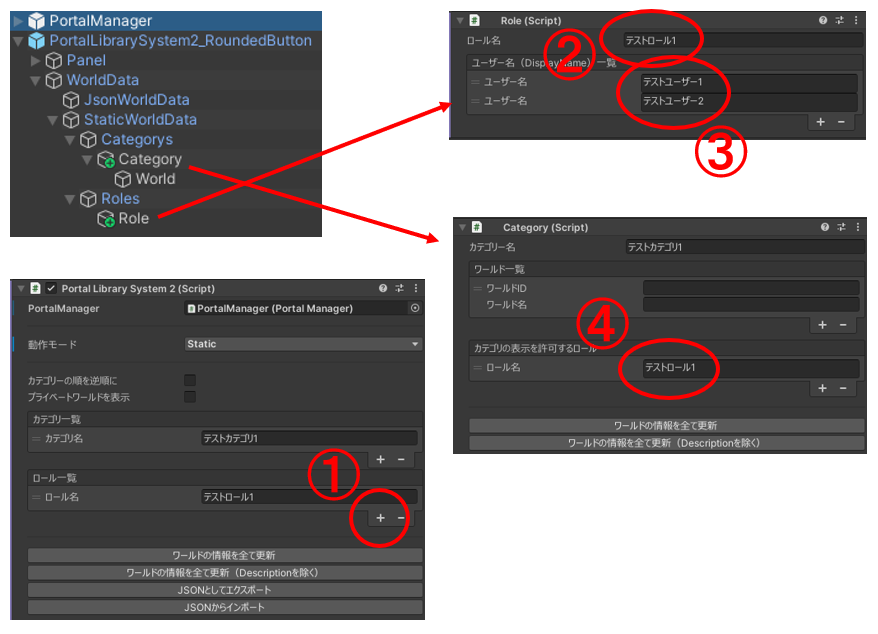 PortalManager
PortalLibrarySystem2_RoundedButton
Panel
WorldData
JsonWorldData
StaticWorldData
Categorys
Category
World
Roles
Role
Role (Script)
ロール名 テストロール1
②
ユーザー名（DisplayName）一覧
ユーザー名 テストユーザー1
ユーザー名 テストユーザー2
③
Category (Script)
カテゴリー名 テストカテゴリ1
ワールド一覧
ワールドID
ワールド名
④
カテゴリの表示を許可するロール
ロール名 テストロール1
ワールドの情報を全て更新
ワールドの情報を全て更新（Descriptionを除く）
Portal Library System 2 (Script)
PortalManager PortalManager (Portal Manager)
動作モード Static
カテゴリーの順を逆順に
プライベートワールドを表示
カテゴリ一覧
カテゴリ名 テストカテゴリ1
①
ロール一覧
ロール名 テストロール1
ワールドの情報を全て更新
ワールドの情報を全て更新（Descriptionを除く）
JSONとしてエクスポート
JSONからインポート